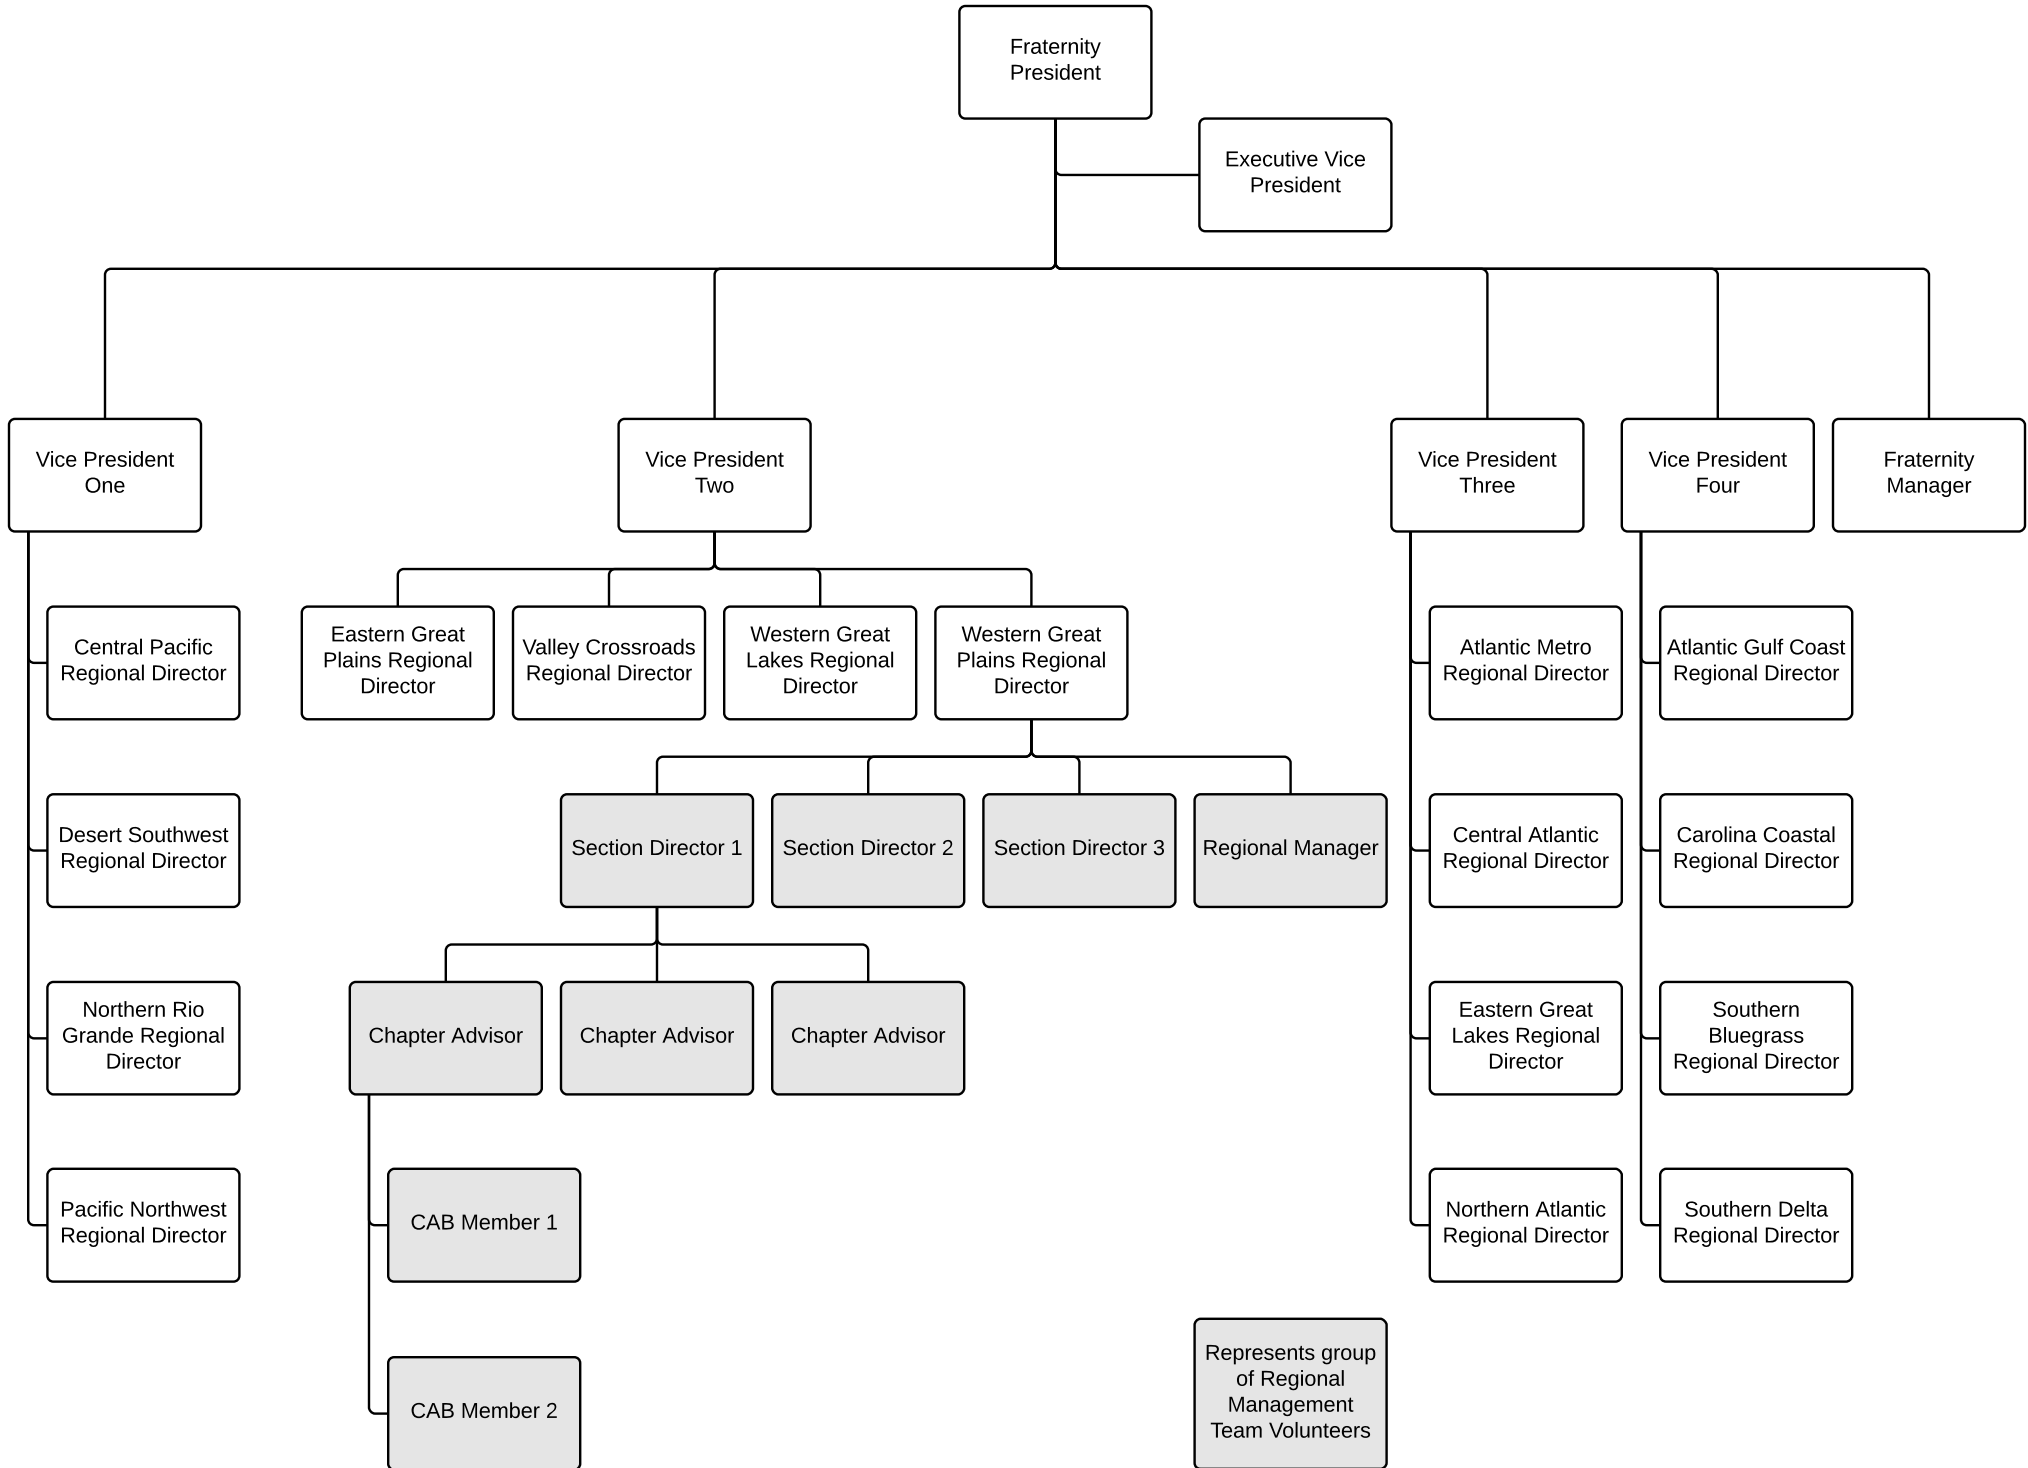 Fraternity
President
Executive Vice
President
Vice President
One
Vice President
Two
Vice President
Three
Vice President
Four
Fraternity
Manager
Central Pacific
Regional Director
Eastern Great
Plains Regional
Director
Valley Crossroads
Regional Director
Western Great
Lakes Regional
Director
Western Great
Plains Regional
Director
Atlantic Metro
Regional Director
Atlantic Gulf Coast
Regional Director
Desert Southwest
Regional Director
Section Director 1
Section Director 2
Section Director 3
Regional Manager
Central Atlantic
Regional Director
Carolina Coastal
Regional Director
Northern Rio
Grande Regional
Director
Chapter Advisor
Chapter Advisor
Chapter Advisor
Eastern Great
Lakes Regional
Director
Southern
Bluegrass
Regional Director
Pacific Northwest
Regional Director
CAB Member 1
Northern Atlantic
Regional Director
Southern Delta
Regional Director
CAB Member 2
Represents group
of Regional
Management
Team Volunteers